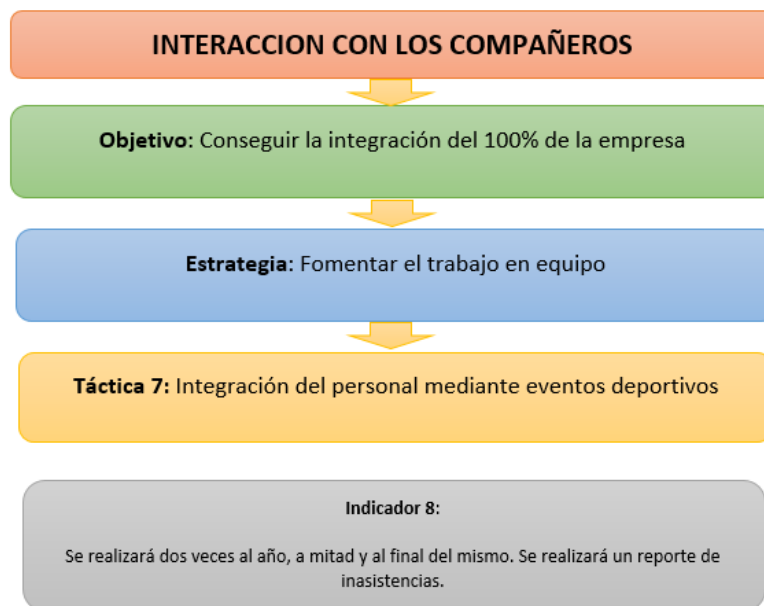 INTERACCION CON LOS COMPAÑEROS
Objetivo: Conseguir la integración del 100% de la empresa
Estrategia: Fomentar el trabajo en equipo
Táctica 7: Integración del personal mediante eventos deportivos
Indicador 8:
Se realizará dos veces al año, a mitad y al final del mismo. Se realizará un reporte de
inasistencias.